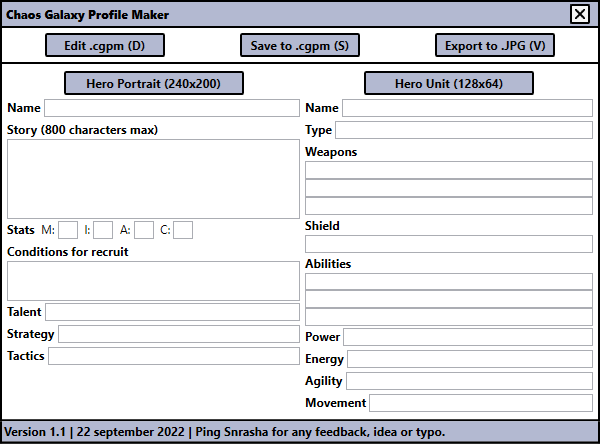 Chaos Galaxy Profile Maker
Edit .cgpm (D)
Save to .cgpm (S)
Export to .JPG (V)
Hero Portrait (240x200)
Name
Story (800 characters max)
Stats M: I: A: C:
Conditions for recruit
Talent
Strategy
Tactics
Hero Unit (128x64)
Name
Type
Weapons
Shield
Abilities
Power
Energy
Agility
Movement
Version 1.1 | 22 september 2022 | Ping Snrasha for any feedback, idea or typo.